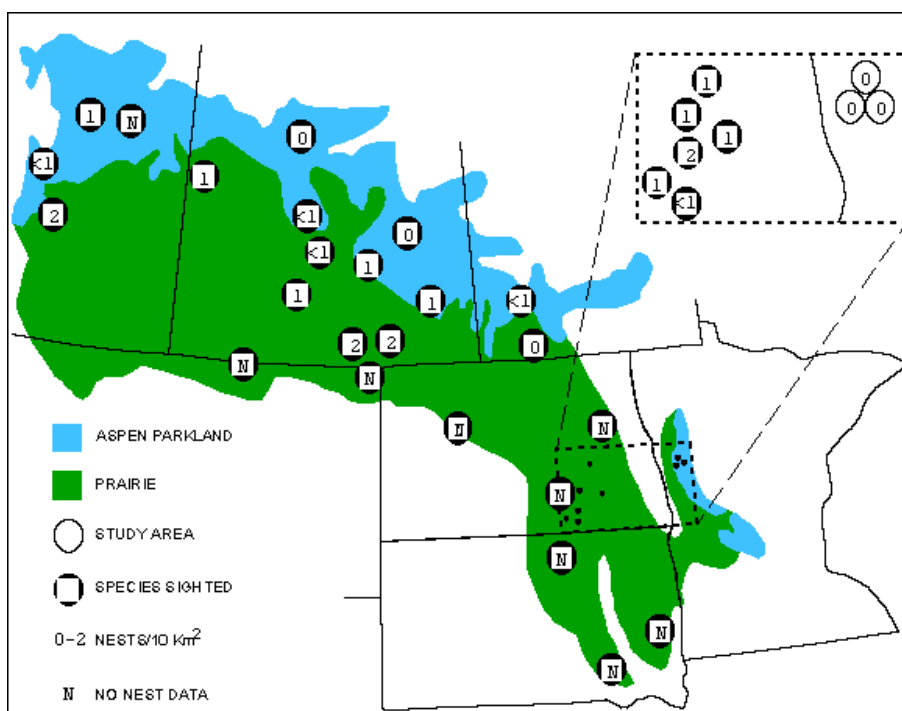 1
N
0
<1
1
2
<1
0
<1
1
1
1
<1
2
2
0
N
N
N
N
N
N
N
N
1
1
1
2
1
<1
0
0
0
ASPEN PARKLAND
PRAIRIE
STUDY AREA
SPECIES SIGHTED
0-2 NESTS/10 Km²
N NO NEST DATA